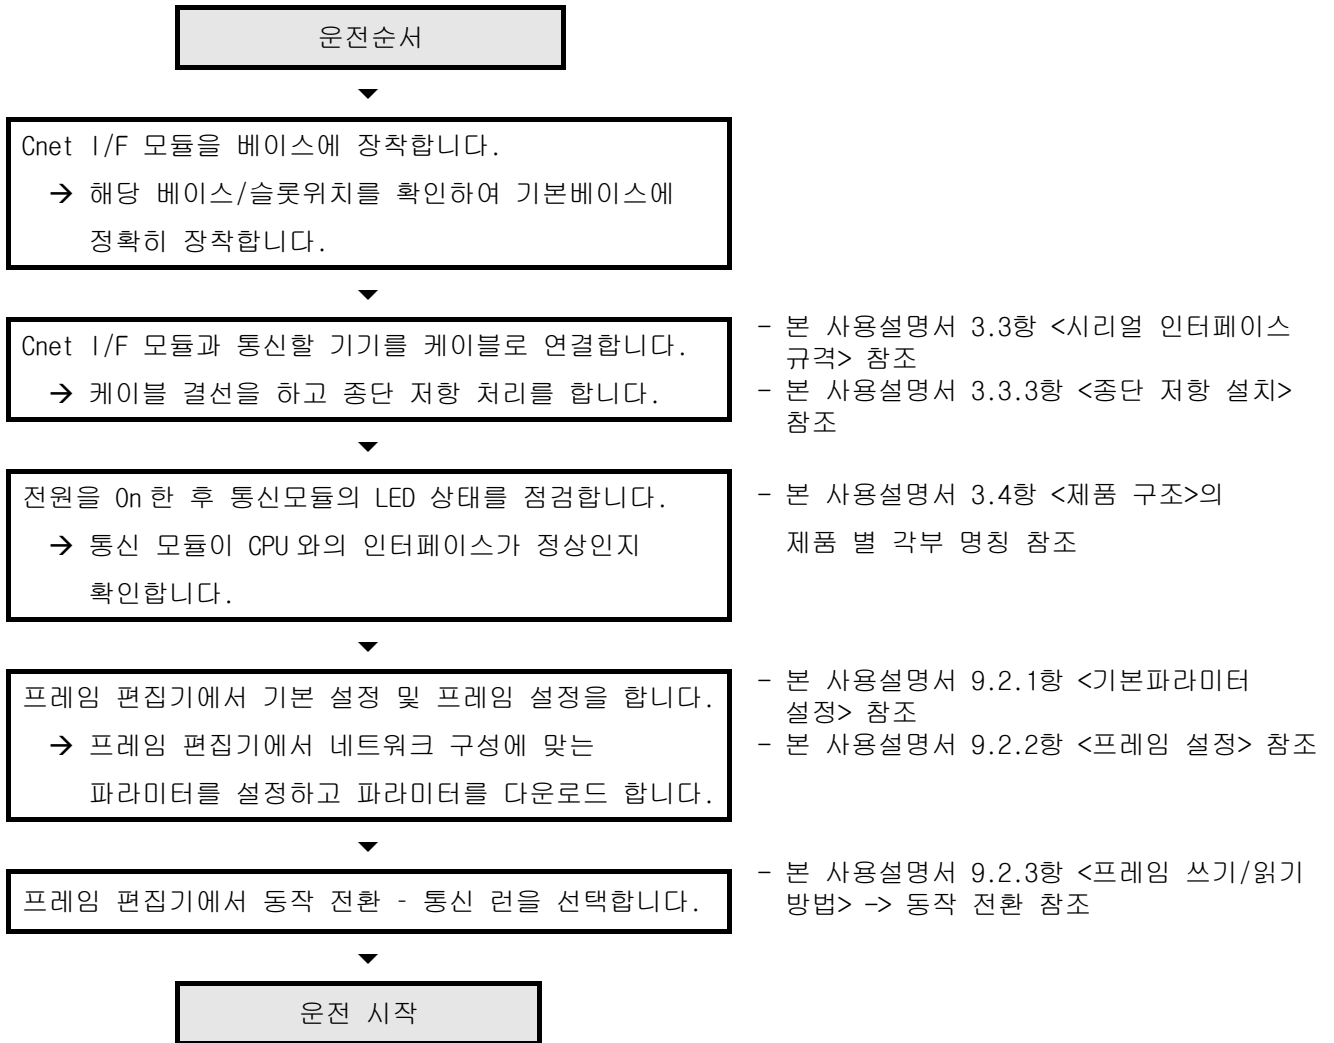 운전순서
Cnet I/F 모듈을 베이스에 장착합니다.
→ 해당 베이스/슬롯위치를 확인하여 기본베이스에
정확히 장착합니다.
Cnet I/F 모듈과 통신할 기기를 케이블로 연결합니다.
→ 케이블 결선을 하고 종단 저항 처리를 합니다.
- 본 사용설명서 3.3항 <시리얼 인터페이스
규격> 참조
- 본 사용설명서 3.3.3항 <종단 저항 설치>
참조
전원을 On 한 후 통신모듈의 LED 상태를 점검합니다.
→ 통신 모듈이 CPU 와의 인터페이스가 정상인지
확인합니다.
- 본 사용설명서 3.4항 <제품 구조>의
제품 별 각부 명칭 참조
프레임 편집기에서 기본 설정 및 프레임 설정을 합니다.
→ 프레임 편집기에서 네트워크 구성에 맞는
파라미터를 설정하고 파라미터를 다운로드 합니다.
- 본 사용설명서 9.2.1항 <기본파라미터
설정> 참조
- 본 사용설명서 9.2.2항 <프레임 설정> 참조
프레임 편집기에서 동작 전환 - 통신 런을 선택합니다.
- 본 사용설명서 9.2.3항 <프레임 쓰기/읽기
방법> -> 동작 전환 참조
운전 시작